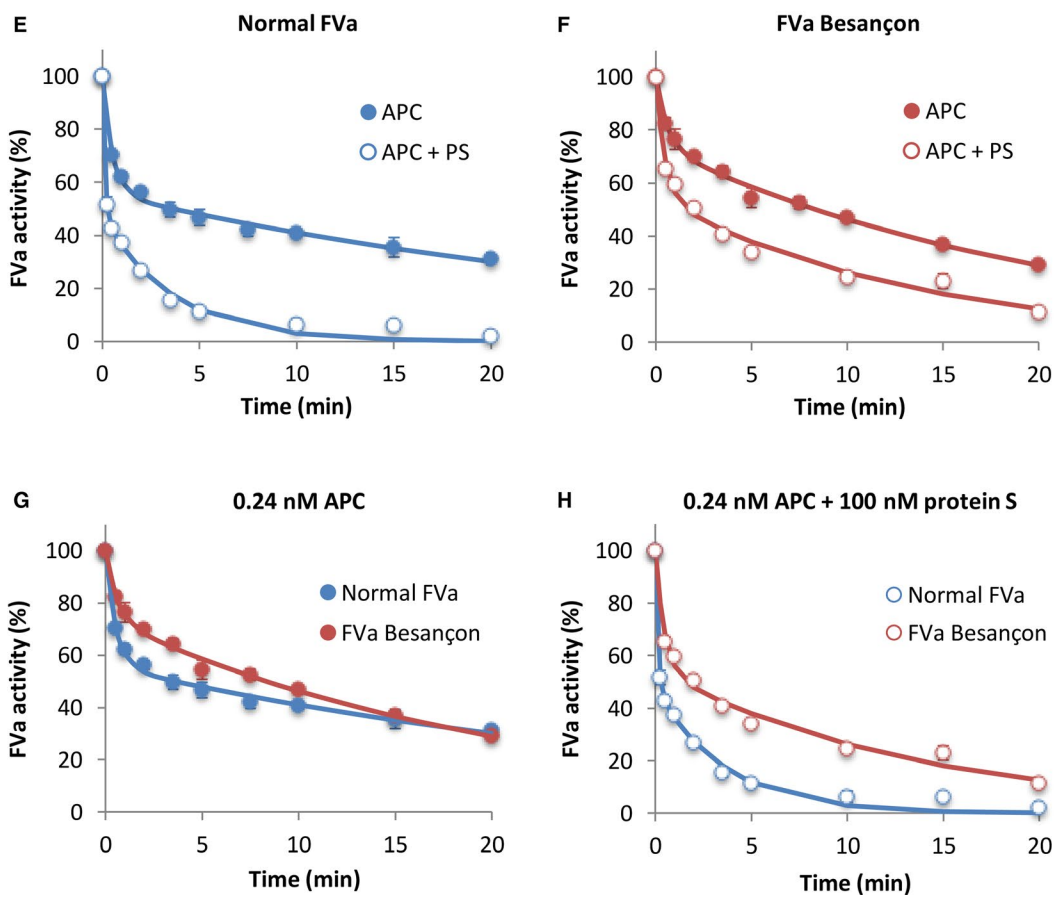 E
Normal FVa
FVa activity (%)
100
80
60
40
20
0
APC
APC + PS
0 5 10 15 20
Time (min)
F
FVa Besançon
FVa activity (%)
100
80
60
40
20
0
APC
APC + PS
0 5 10 15 20
Time (min)
G
0.24 nM APC
FVa activity (%)
100
80
60
40
20
0
Normal FVa
FVa Besançon
0 5 10 15 20
Time (min)
H
0.24 nM APC + 100 nM protein S
FVa activity (%)
100
80
60
40
20
0
Normal FVa
FVa Besançon
0 5 10 15 20
Time (min)